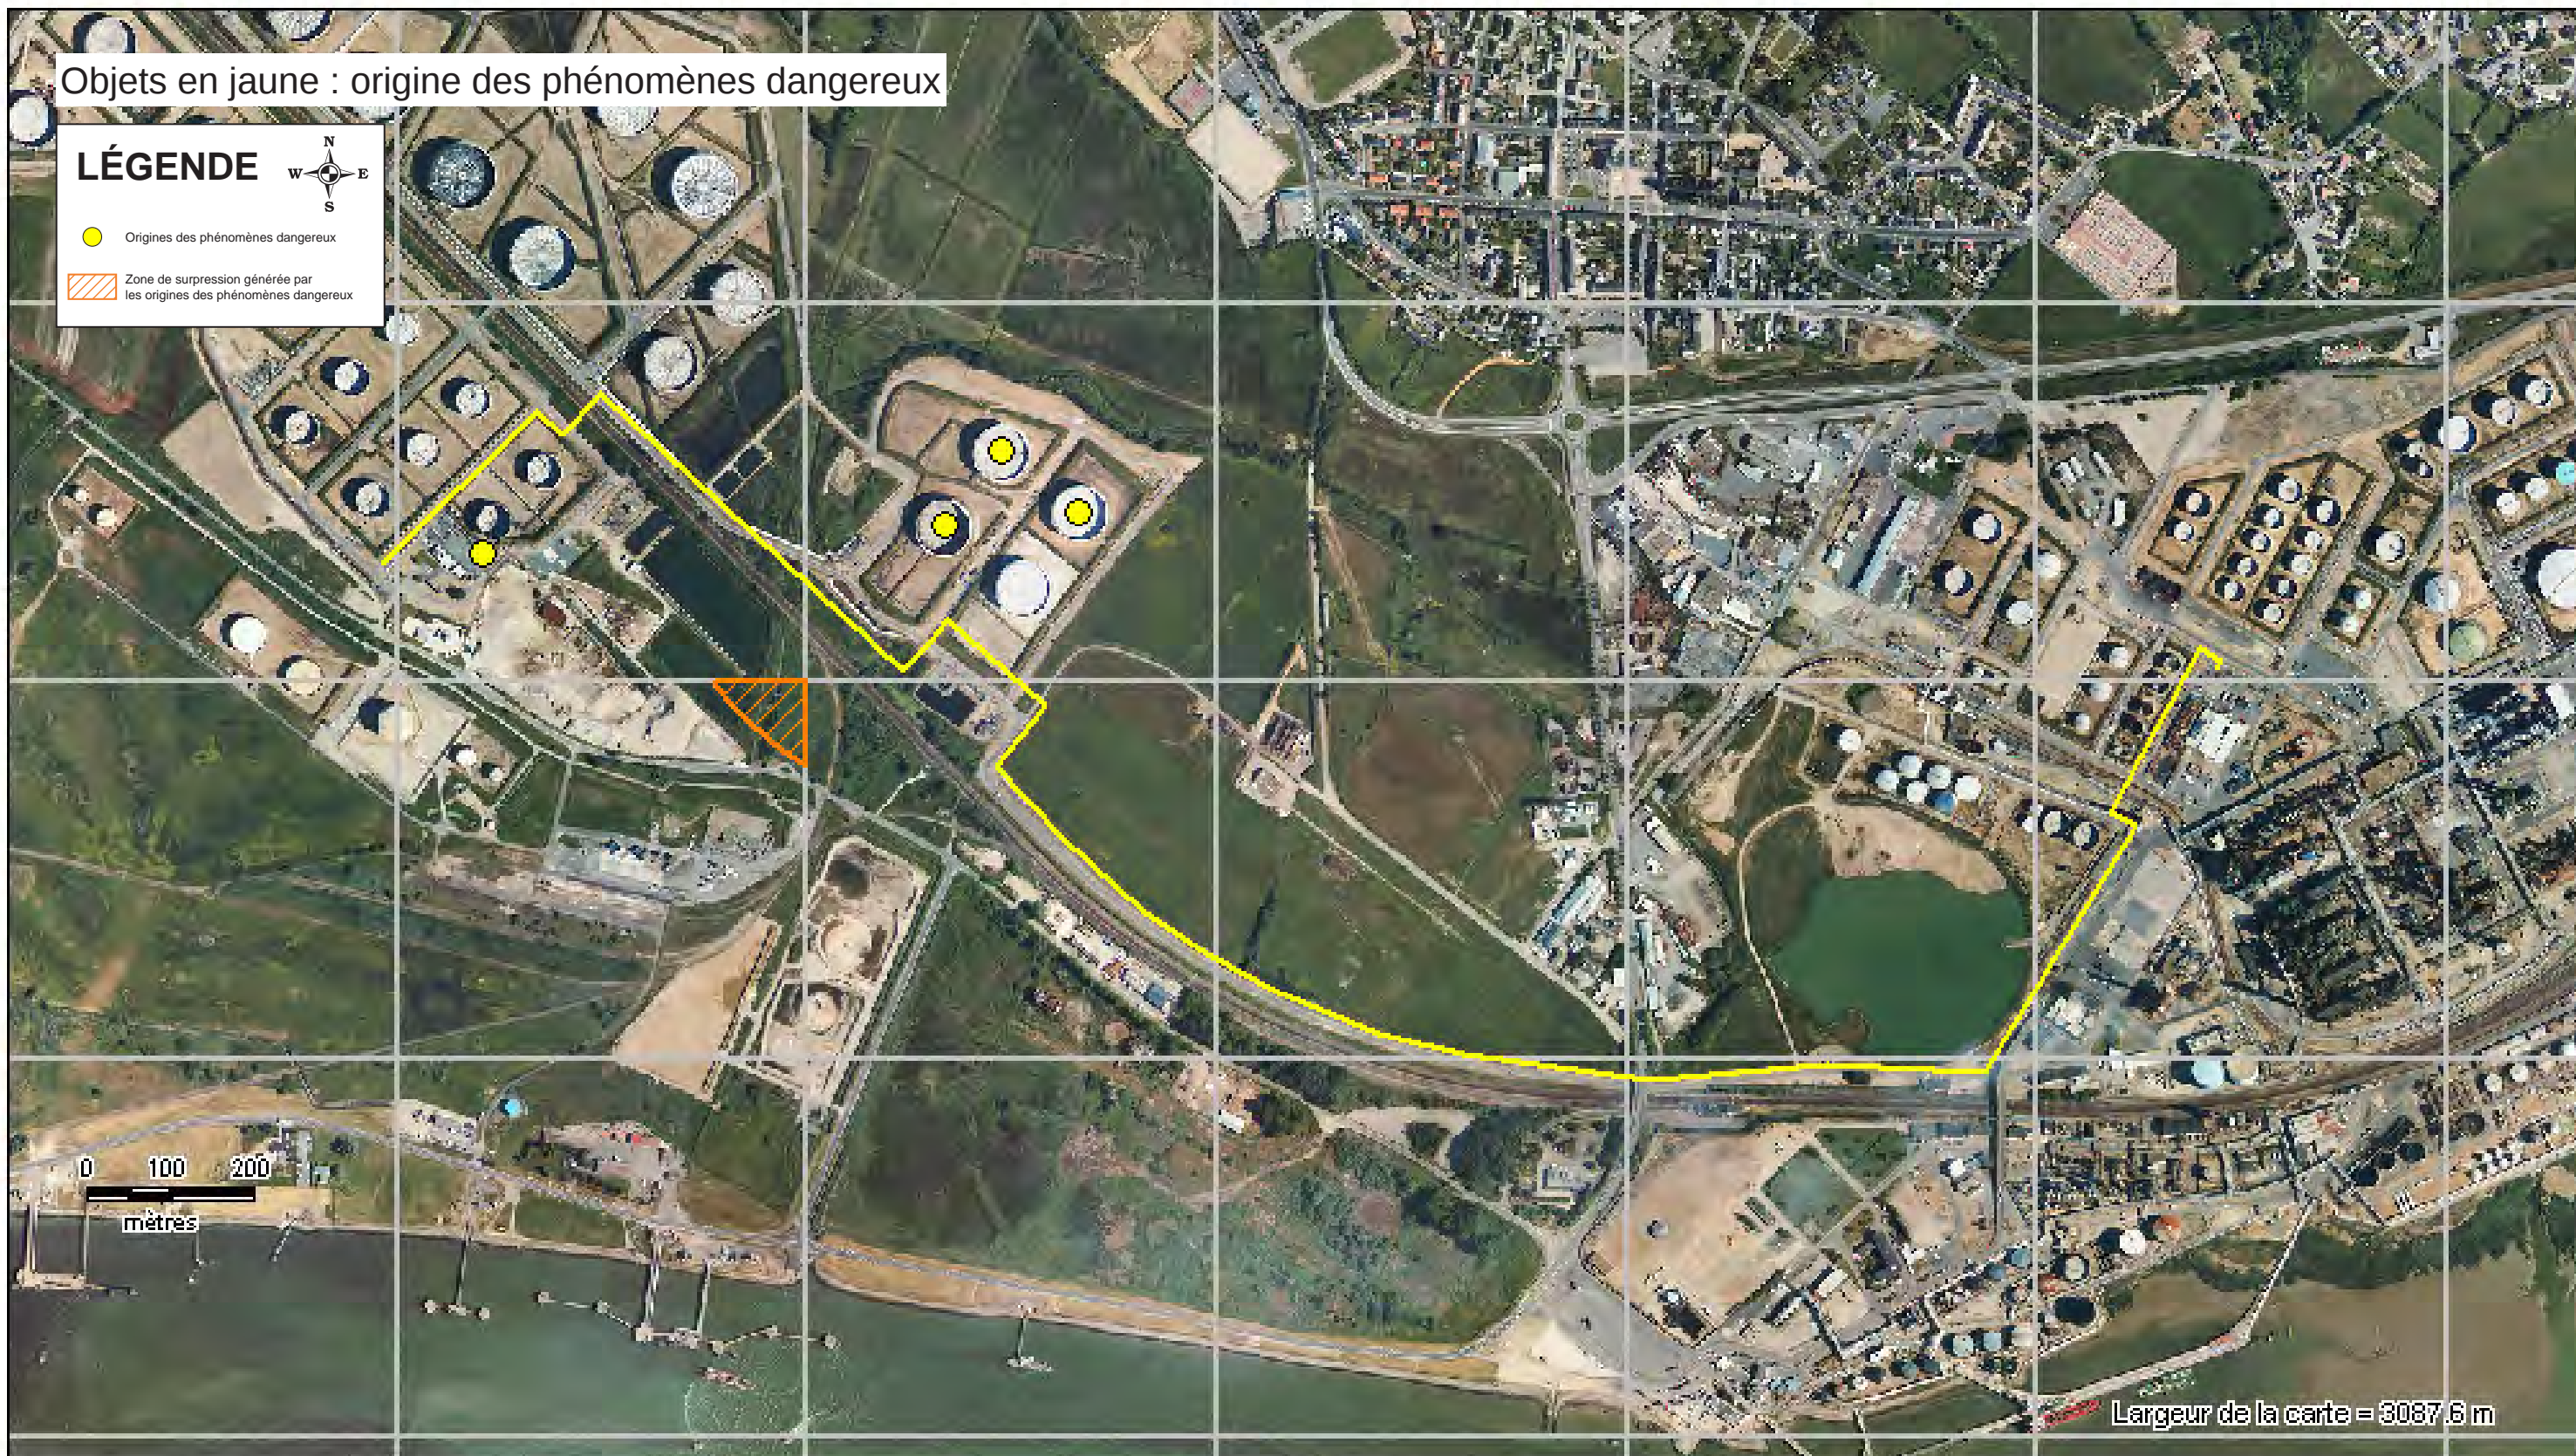 Objets en jaune : origine des phénomènes dangereux
LÉGENDE
N
W E
S
Origines des phénomènes dangereux
Zone de surpression générée par
les origines des phénomènes dangereux
0 100 200
mètres
Largeur de la carte = 3087.6 m